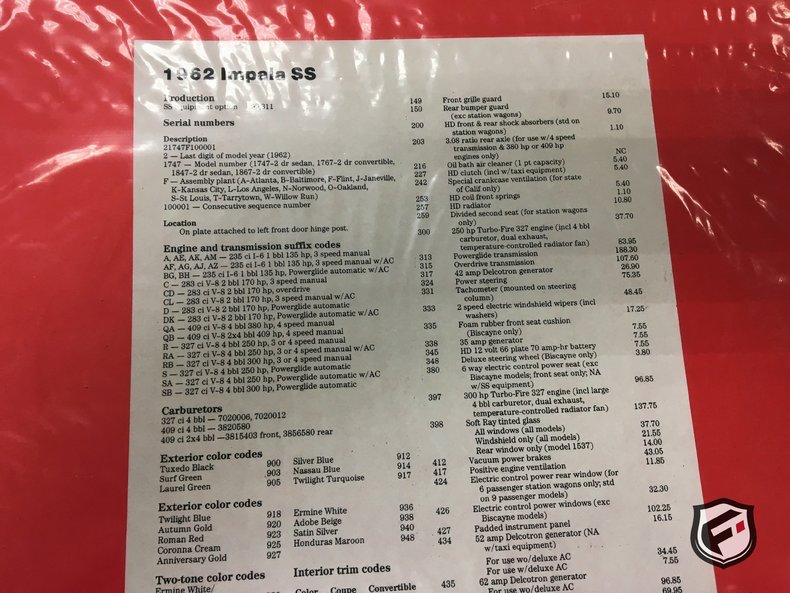 1962 Impala SS
Production
SS equipment option
Serial numbers
Description
21747F100001
2 — Last digit of model year (1962)
1747 — Model number (1747-2 dr sedan, 1767-2 dr convertible,
1847-2 dr sedan, 1867-2 dr convertible)
F — Assembly plant (A-Atlanta, B-Baltimore, F-Flint, J-Janeville,
K-Kansas City, L-Los Angeles, N-Norwood, O-Oakland,
S-St Louis, T-Tarrytown, W-Willow Run)
100001 — Consecutive sequence number
Location
On plate attached to left front door hinge post.
Engine and transmission suffix codes
A, AE, AK, AM — 235 ci I-6 1 bbl 135 hp, 3 speed manual
AF, AG, AJ, AZ — 235 ci I-6 1 bbl 135 hp, 3 speed manual w/AC
BG, BH — 235 ci I-6 1 bbl 135 hp, Powerglide automatic
C — 283 ci V-8 2 bbl 170 hp, 3 speed manual
CD — 283 ci V-8 2 bbl 170 hp, overdrive
CL — 283 ci V-8 2 bbl 170 hp, 3 speed manual w/AC
D — 283 ci V-8 2 bbl 170 hp, Powerglide automatic
DK — 283 ci V-8 2 bbl 170 hp, Powerglide automatic w/AC
QA — 409 ci V-8 4 bbl 380 hp, 4 speed manual
QB — 409 ci V-8 2x4 bbl 409 hp, 4 speed manual
R — 327 ci V-8 4 bbl 250 hp, 3 or 4 speed manual
RA — 327 ci V-8 4 bbl 250 hp, 3 or 4 speed manual w/AC
RB — 327 ci V-8 4 bbl 300 hp, 3 or 4 speed manual
S — 327 ci V-8 4 bbl 250 hp, Powerglide automatic
SA — 327 ci V-8 4 bbl 250 hp, Powerglide automatic w/AC
SB — 327 ci V-8 4 bbl 300 hp, Powerglide automatic
Carburetors
327 ci 4 bbl — 7020006, 7020012
409 ci 4 bbl — 3820580
409 ci 2x4 bbl —3815403 front, 3856580 rear
Exterior color codes
Tuxedo Black 900
Surf Green 903
Laurel Green 905
Silver Blue 912
Nassau Blue 914
Twilight Turquoise 917
Exterior color codes
Twilight Blue 918
Autumn Gold 920
Roman Red 923
Coronna Cream 925
Anniversary Gold 927
Ermine White 936
Adobe Beige 938
Satin Silver 940
Honduras Maroon 948
Two-tone color codes
Ermine White/
Interior trim codes
Color Coupe Convertible
149 Front grille guard 15.10
150 Rear bumper guard
(exc station wagons) 9.70
200 HD front & rear shock absorbers (std on
station wagons) 1.10
203 3.08 ratio rear axle (for use w/4 speed
transmission & 380 hp or 409 hp
engines only) NC
216 Oil bath air cleaner (1 pt capacity) 5.40
227 HD clutch (incl w/taxi equipment) 5.40
242 Special crankcase ventilation (for state
of Calif only) 5.40
253 HD coil front springs 1.10
257 HD radiator 10.80
259 Divided second seat (for station wagons
only) 37.70
300 250 hp Turbo-Fire 327 engine (incl 4 bbl
carburetor, dual exhaust,
temperature-controlled radiator fan) 83.95
313 Powerglide transmission 188.30
315 Overdrive transmission 107.60
317 42 amp Delcotron generator 26.90
324 Power steering 75.35
331 Tachometer (mounted on steering
column) 48.45
333 2 speed electric windshield wipers (incl
washers) 17.25
335 Foam rubber front seat cushion
(Biscayne only) 7.55
338 35 amp generator 7.55
345 HD 12 volt 66 plate 70 amp-hr battery 7.55
348 Deluxe steering wheel (Biscayne only) 3.80
380 6 way electric control power seat (exc
Biscayne models; front seat only; NA
w/SS equipment) 96.85
397 300 hp Turbo-Fire 327 engine (incl large
4 bbl carburetor, dual exhaust,
temperature-controlled radiator fan) 137.75
398 Soft Ray tinted glass
All windows (all models) 37.70
Windshield only (all models) 21.55
Rear window only (model 1537) 14.00
412 Vacuum power brakes 43.05
417 Positive engine ventilation 11.85
424 Electric control power rear window (for
6 passenger station wagons only; std
on 9 passenger models) 32.30
426 Electric control power windows (exc
Biscayne models) 102.25
427 Padded instrument panel 16.15
434 52 amp Delcotron generator (NA
w/taxi equipment)
For use wo/deluxe AC 34.45
For use w/deluxe AC 7.55
435 62 amp Delcotron generator 96.85
For use wo/deluxe AC 69.95